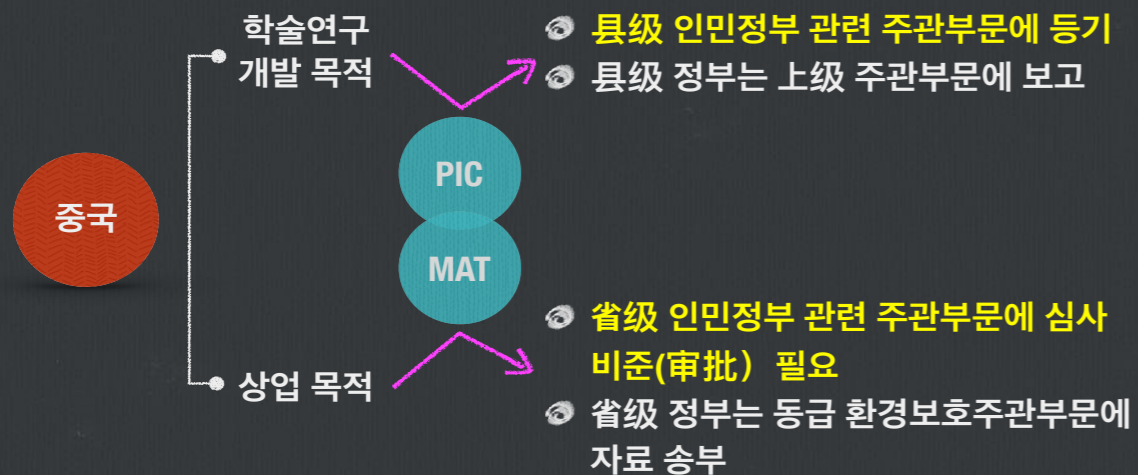 중국
학술연구
개발 목적
상업 목적
PIC
MAT
县级 인민정부 관련 주관부문에 등기
县级 정부는 上级 주관부문에 보고
省级 인민정부 관련 주관부문에 심사
비준(审批）필요
省级 정부는 동급 환경보호주관부문에
자료 송부